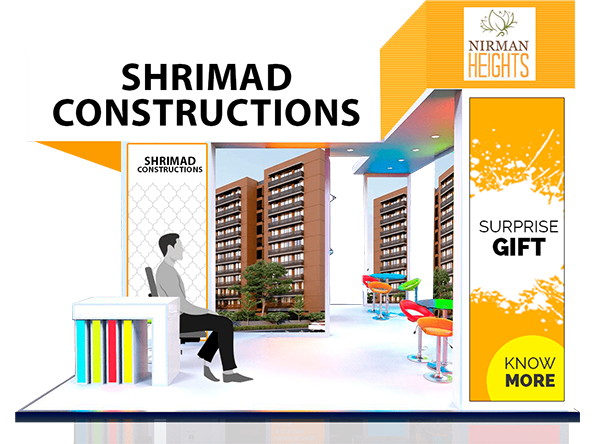 SHRIMAD
CONSTRUCTIONS
NIRMAN
HEIGHTS
SHRIMAD
CONSTRUCTIONS
SURPRISE
GIFT
KNOW
MORE